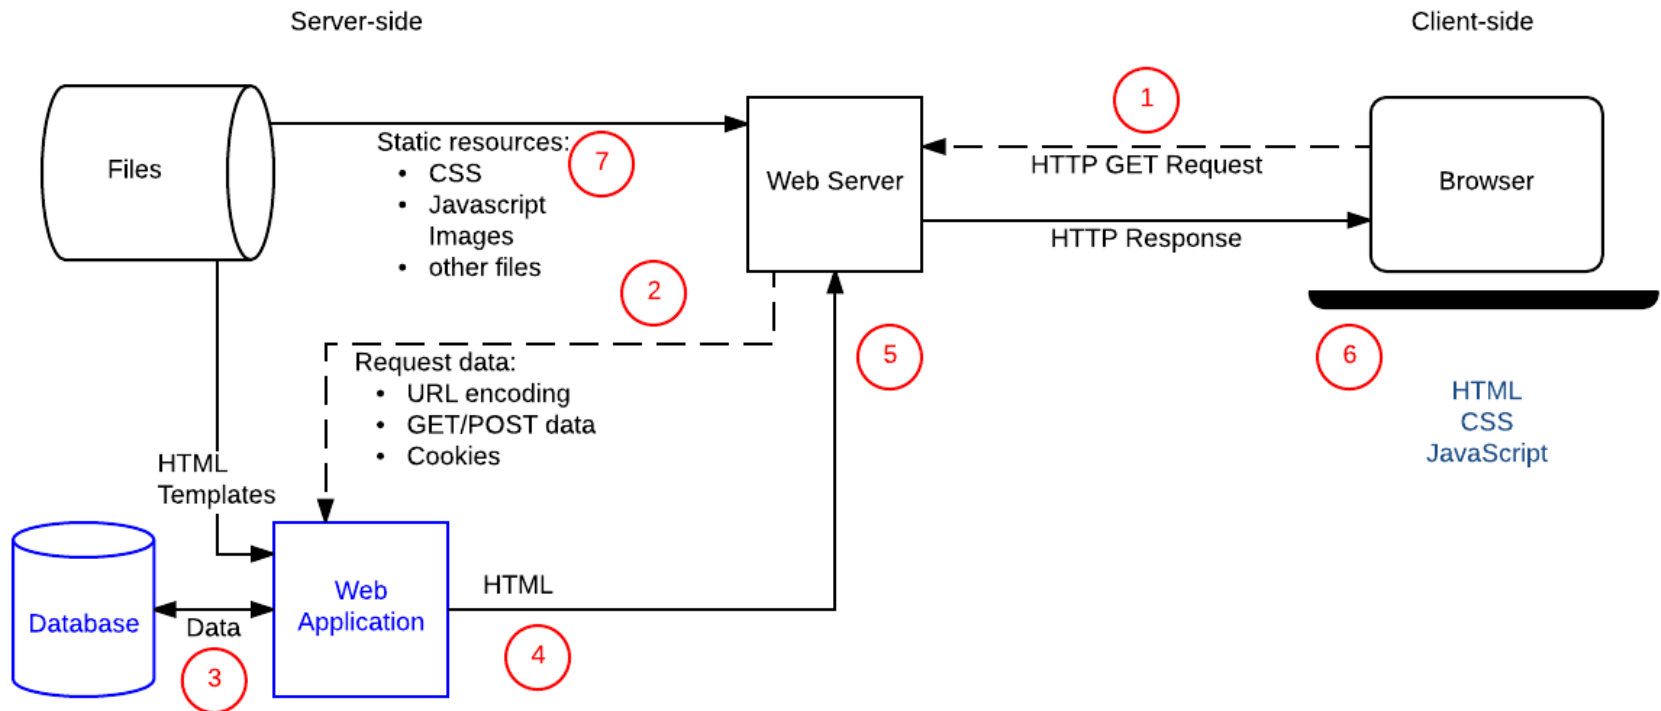 Server-side
Client-side
1
Files
Static resources:
• CSS
• Javascript
Images
• other files
7
Web Server
HTTP GET Request
HTTP Response
Browser
2
Request data:
• URL encoding
• GET/POST data
• Cookies
5
6
HTML
CSS
JavaScript
HTML
Templates
Database
Data
3
Web
Application
HTML
4